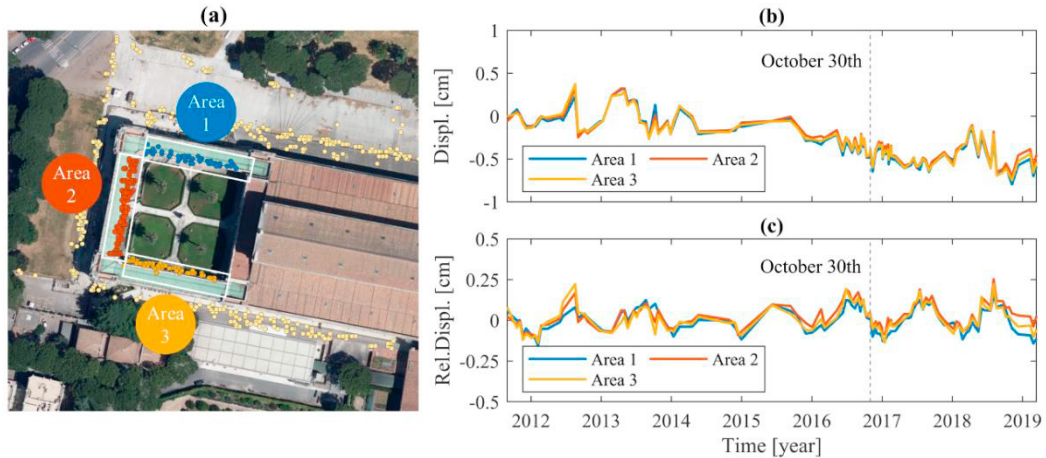 (a)
Area
1
Area
2
Area
3
(b)
Displ. [cm]
1
0.5
0
-0.5
-1
October 30th
Area 1
Area 2
Area 3
(c)
Rel.Displ. [cm]
0.5
0.25
0
-0.25
-0.5
October 30th
Area 1
Area 2
Area 3
2012 2013 2014 2015 2016 2017 2018 2019
Time [year]